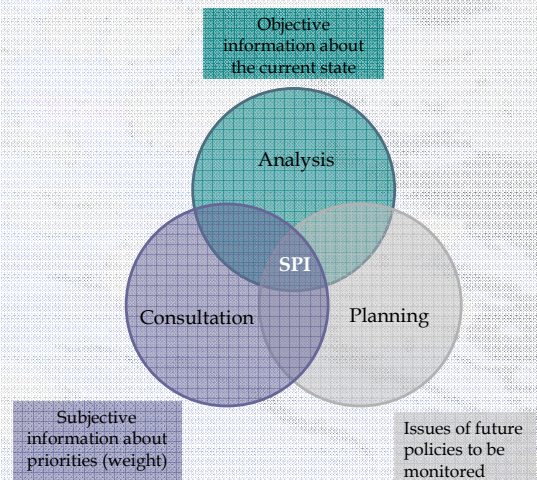 Objective
information about
the current state
Analysis
SPI
Consultation
Planning
Subjective
information about
priorities (weight)
Issues of future
policies to be
monitored